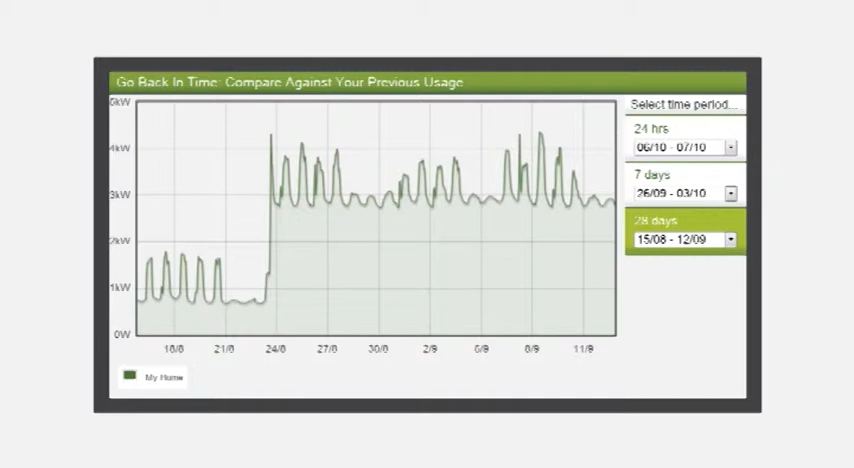 Go Back In Time: Compare Against Your Previous Usage
5kW
4kW
3kW
2kW
1kW
0W
18/8
21/8
24/8
27/8
30/8
2/9
6/9
8/9
11/9
My Home
Select time period...
24 hrs
06/10 - 07/10
7 days
26/09 - 03/10
28 days
15/08 - 12/09